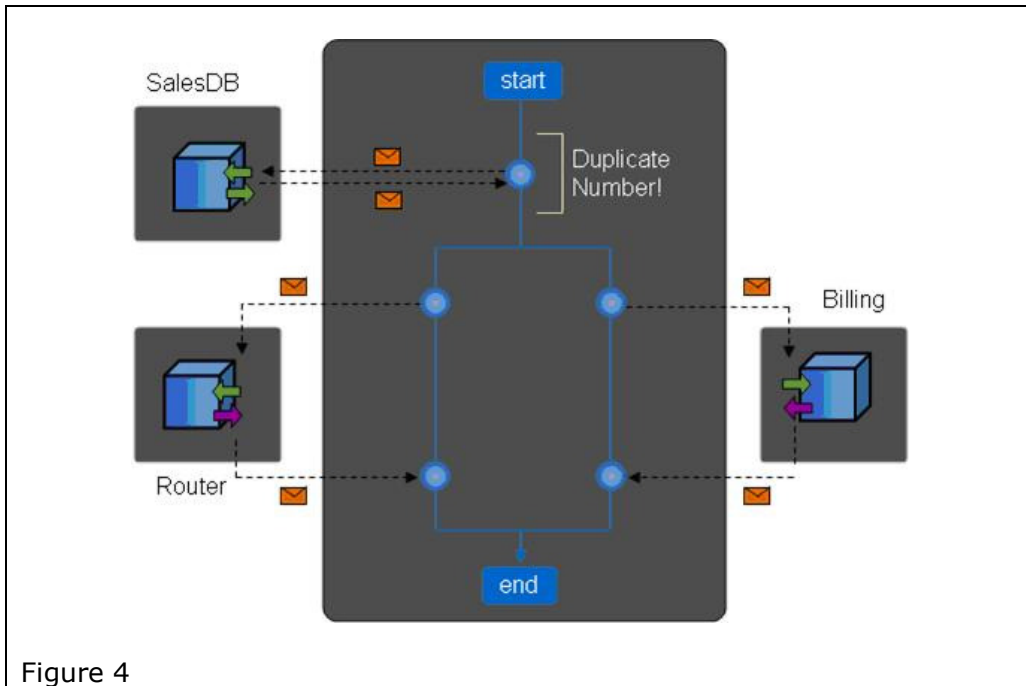 SalesDB
start
Duplicate
Number!
Billing
Router
end
Figure 4